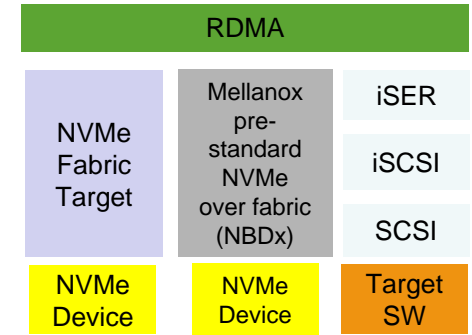 RDMA
NVMe
Fabric
Target
Mellanox
pre-
standard
NVMe
over fabric
(NBDx)
iSER
iSCSI
SCSI
NVMe
Device
NVMe
Device
Target
SW